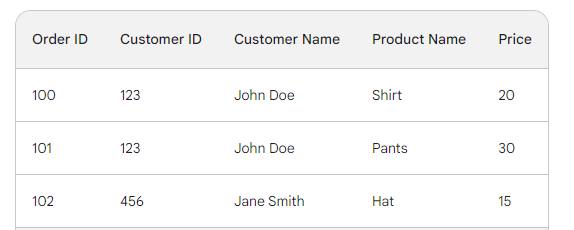 Order ID Customer ID Customer Name Product Name Price
100 123 John Doe Shirt 20
101 123 John Doe Pants 30
102 456 Jane Smith Hat 15